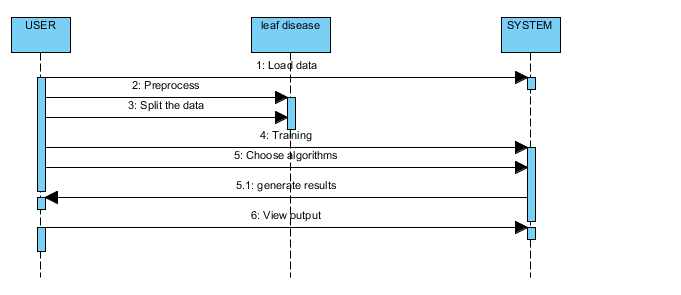 USER
leaf disease
SYSTEM
1: Load data
2: Preprocess
3: Split the data
4: Training
5: Choose algorithms
5.1: generate results
6: View output